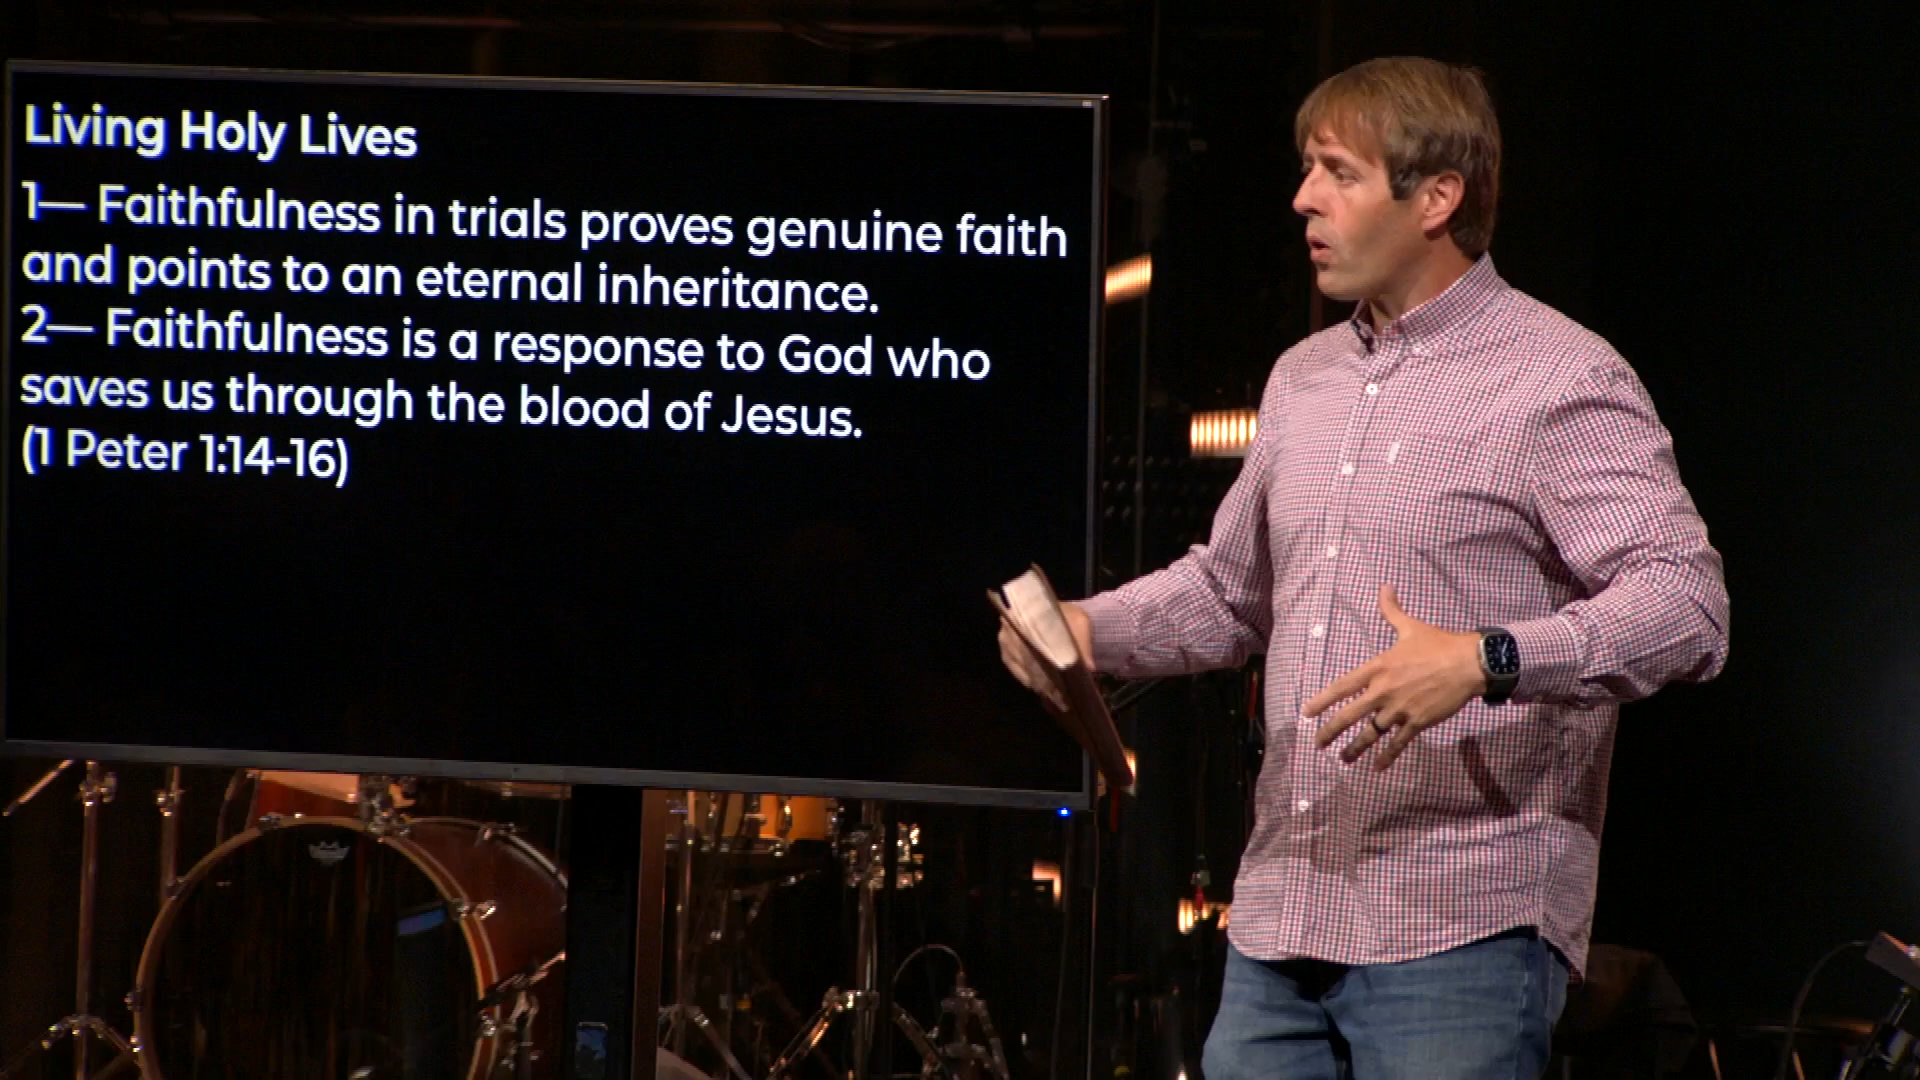 Living Holy Lives
1— Faithfulness in trials proves genuine faith
and points to an eternal inheritance.
2— Faithfulness is a response to God who
saves us through the blood of Jesus.
(1 Peter 1:14-16)